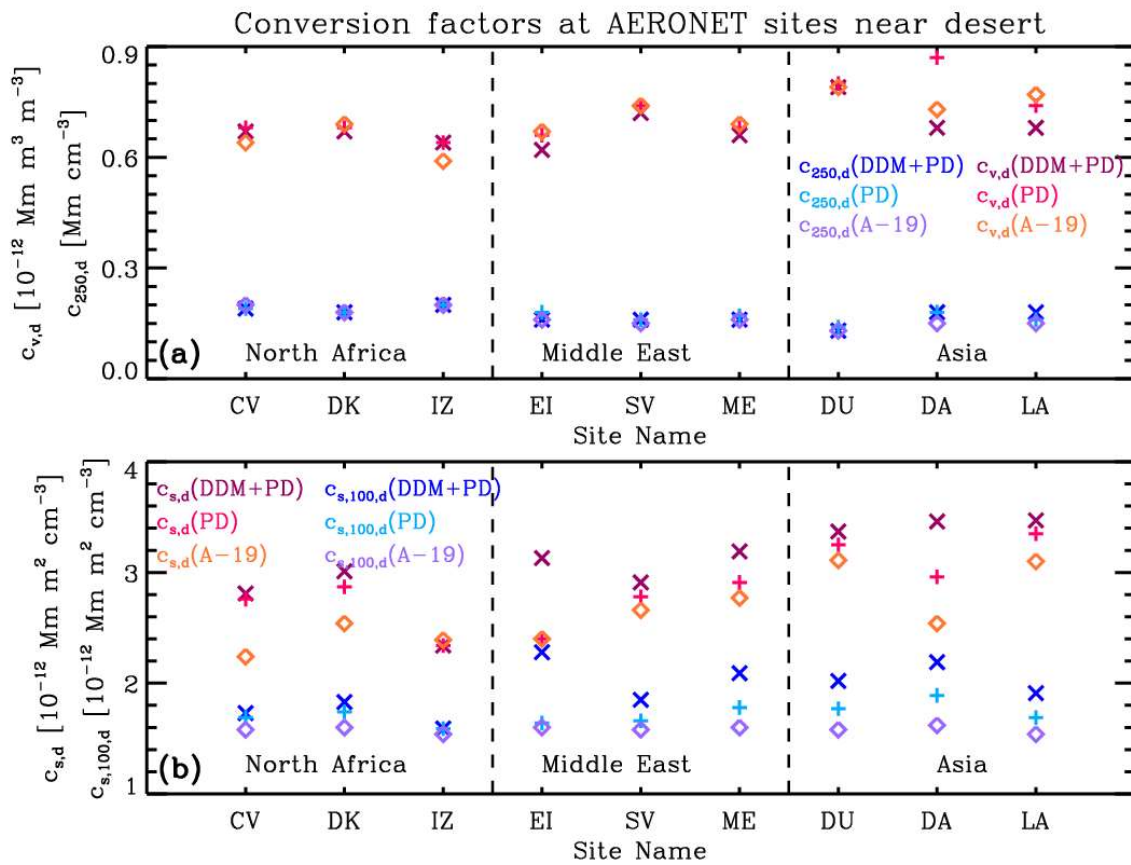 Conversion factors at AERONET sites near desert
c_v,d [10⁻¹² Mm m³ m⁻³]
c_250,d [Mm cm⁻³]
0.9
0.6
0.3
0.0
c_250,d(DDM+PD) c_v,d(DDM+PD)
c_250,d(PD) c_v,d(PD)
c_250,d(A−19) c_v,d(A−19)
(a) North Africa Middle East Asia
CV DK IZ EI SV ME DU DA LA
Site Name
c_s,d [10⁻¹² Mm m² cm⁻³]
c_s,100,d [10⁻¹² Mm m² cm⁻³]
4
3
2
1
c_s,d(DDM+PD) c_s,100,d(DDM+PD)
c_s,d(PD) c_s,100,d(PD)
c_s,d(A−19) c_s,100,d(A−19)
(b) North Africa Middle East Asia
CV DK IZ EI SV ME DU DA LA
Site Name